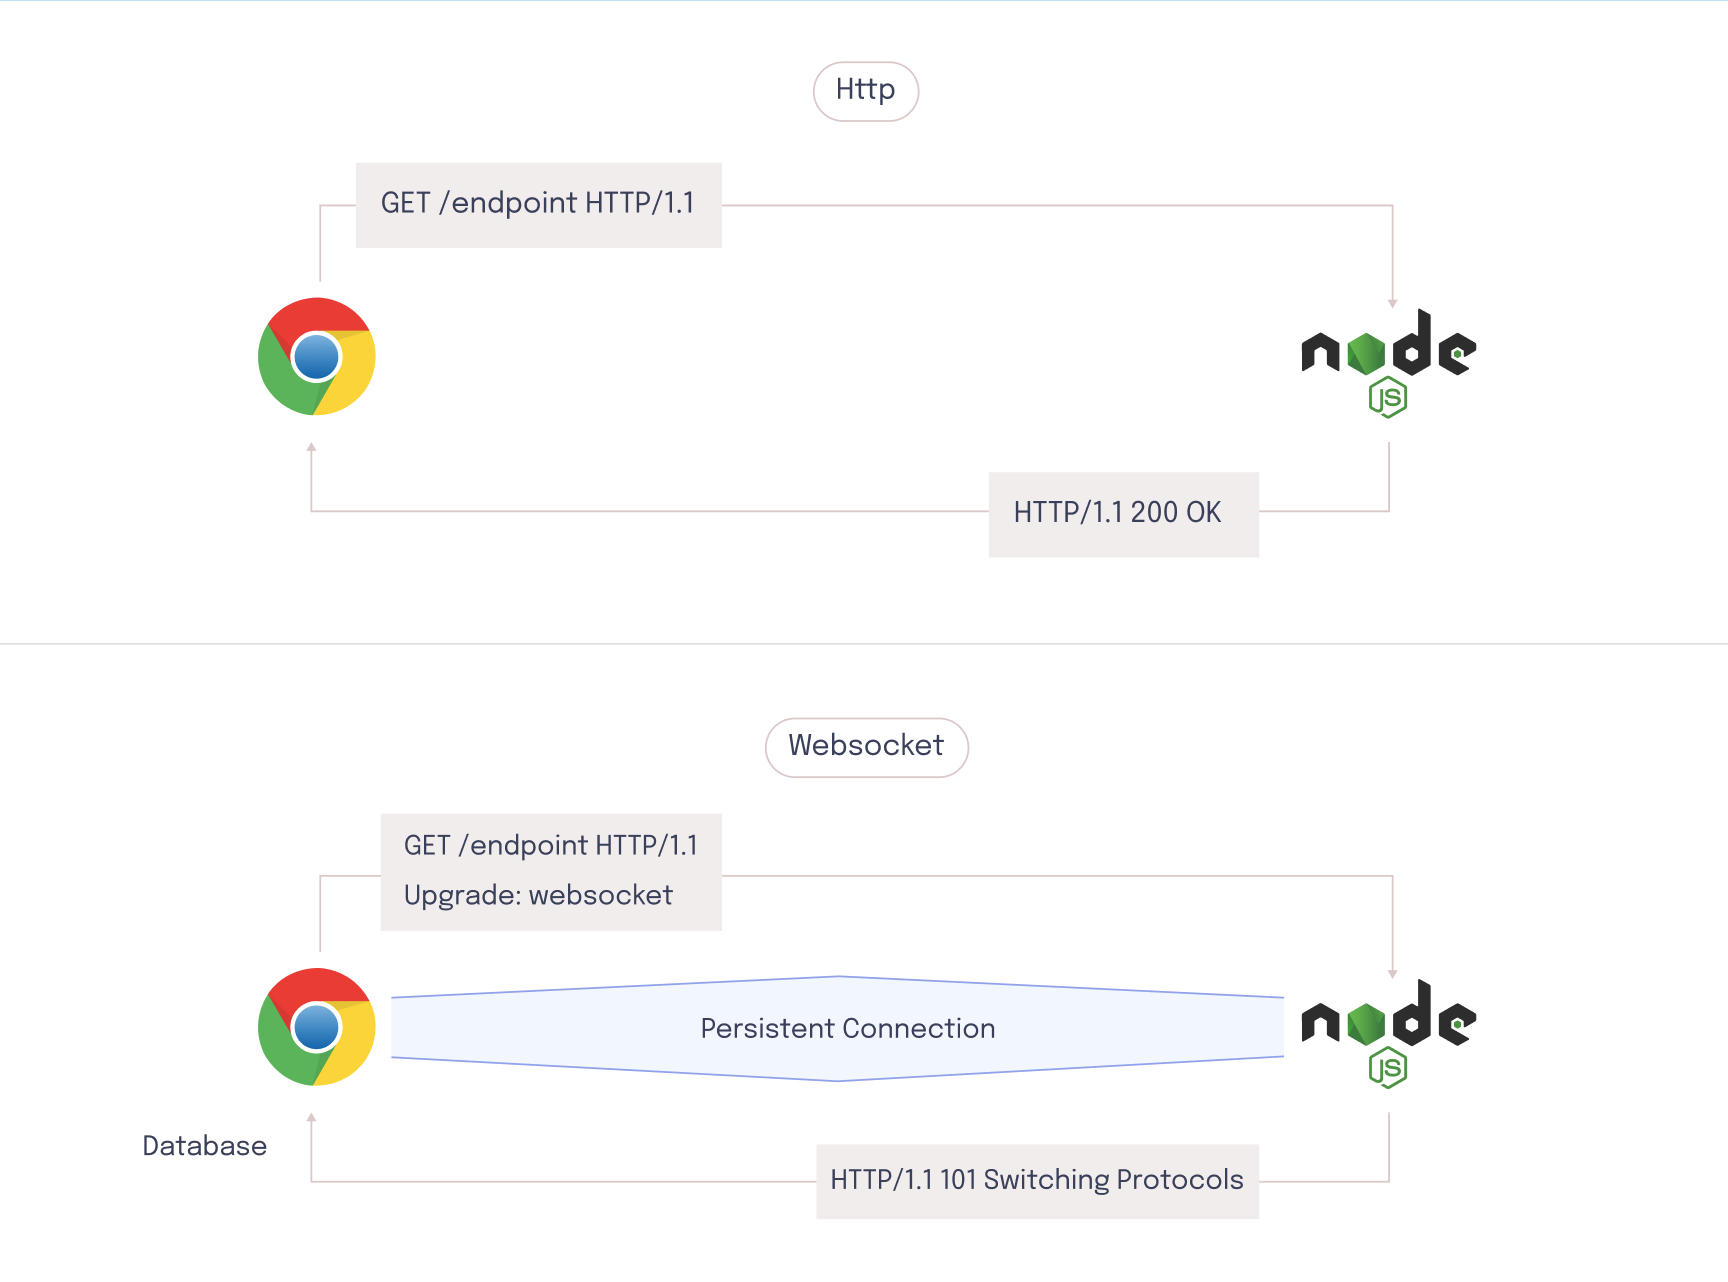 Http
GET /endpoint HTTP/1.1
node
JS
HTTP/1.1 200 OK
Websocket
GET /endpoint HTTP/1.1
Upgrade: websocket
Persistent Connection
node
JS
Database
HTTP/1.1 101 Switching Protocols